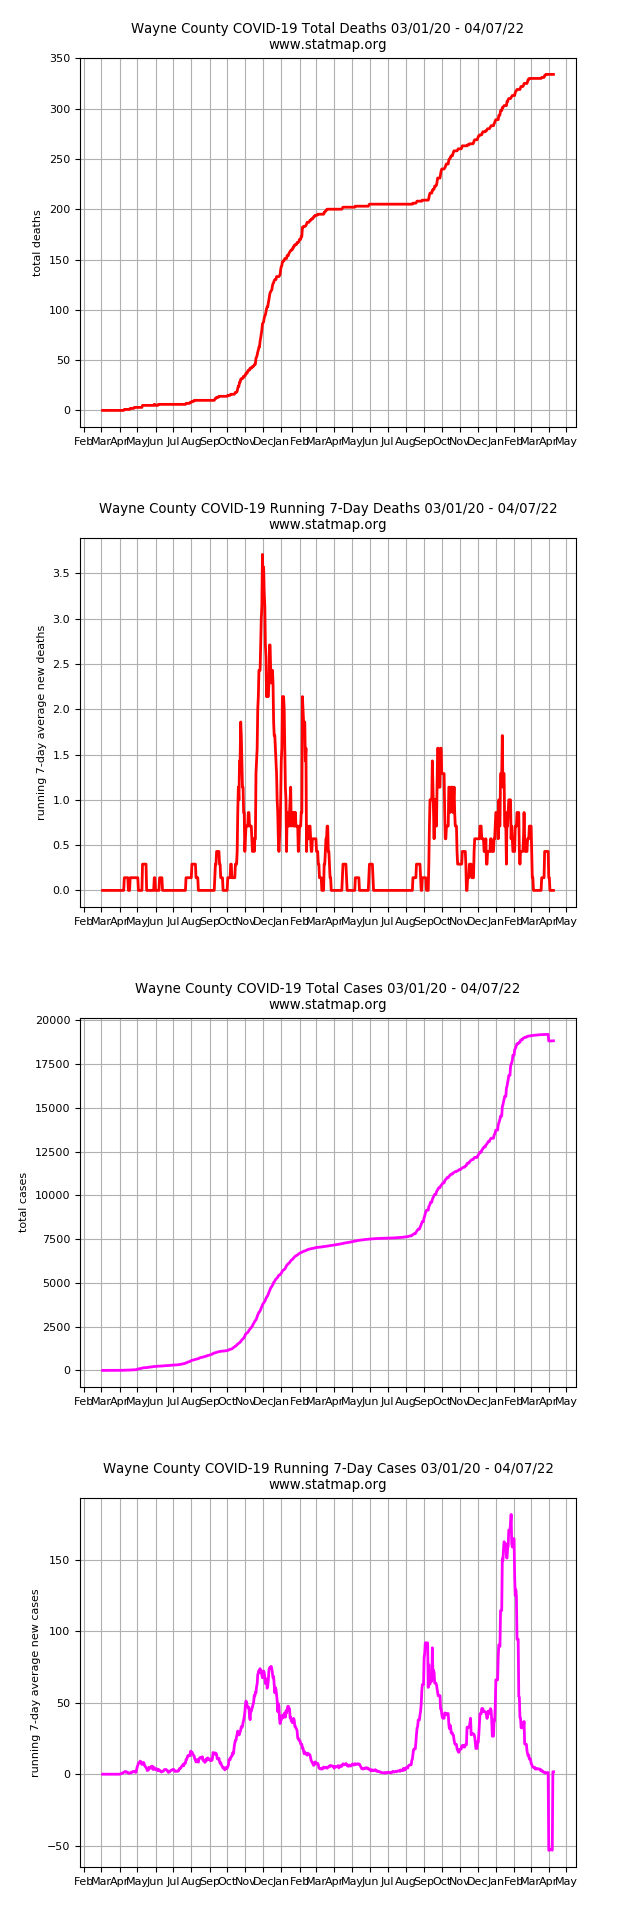 Wayne County COVID-19 Total Deaths 03/01/20 - 04/07/22
www.statmap.org
350
300
250
200
150
100
50
0
total deaths
Feb Mar Apr May Jun Jul Aug Sep Oct Nov Dec Jan Feb Mar Apr May Jun Jul Aug Sep Oct Nov Dec Jan Feb Mar Apr May
Wayne County COVID-19 Running 7-Day Deaths 03/01/20 - 04/07/22
www.statmap.org
3.5
3.0
2.5
2.0
1.5
1.0
0.5
0.0
running 7-day average new deaths
Feb Mar Apr May Jun Jul Aug Sep Oct Nov Dec Jan Feb Mar Apr May Jun Jul Aug Sep Oct Nov Dec Jan Feb Mar Apr May
Wayne County COVID-19 Total Cases 03/01/20 - 04/07/22
www.statmap.org
20000
17500
15000
12500
10000
7500
5000
2500
0
total cases
Feb Mar Apr May Jun Jul Aug Sep Oct Nov Dec Jan Feb Mar Apr May Jun Jul Aug Sep Oct Nov Dec Jan Feb Mar Apr May
Wayne County COVID-19 Running 7-Day Cases 03/01/20 - 04/07/22
www.statmap.org
150
100
50
0
−50
running 7-day average new cases
Feb Mar Apr May Jun Jul Aug Sep Oct Nov Dec Jan Feb Mar Apr May Jun Jul Aug Sep Oct Nov Dec Jan Feb Mar Apr May